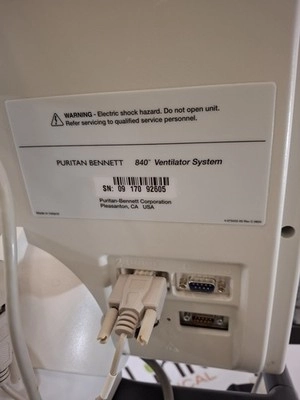 WARNING - Electric shock hazard. Do not open unit.
Refer servicing to qualified service personnel.
PURITAN BENNETT 840™ Ventilator System
SN: 09 170 92605
Puritan-Bennett Corporation
Pleasanton, CA USA